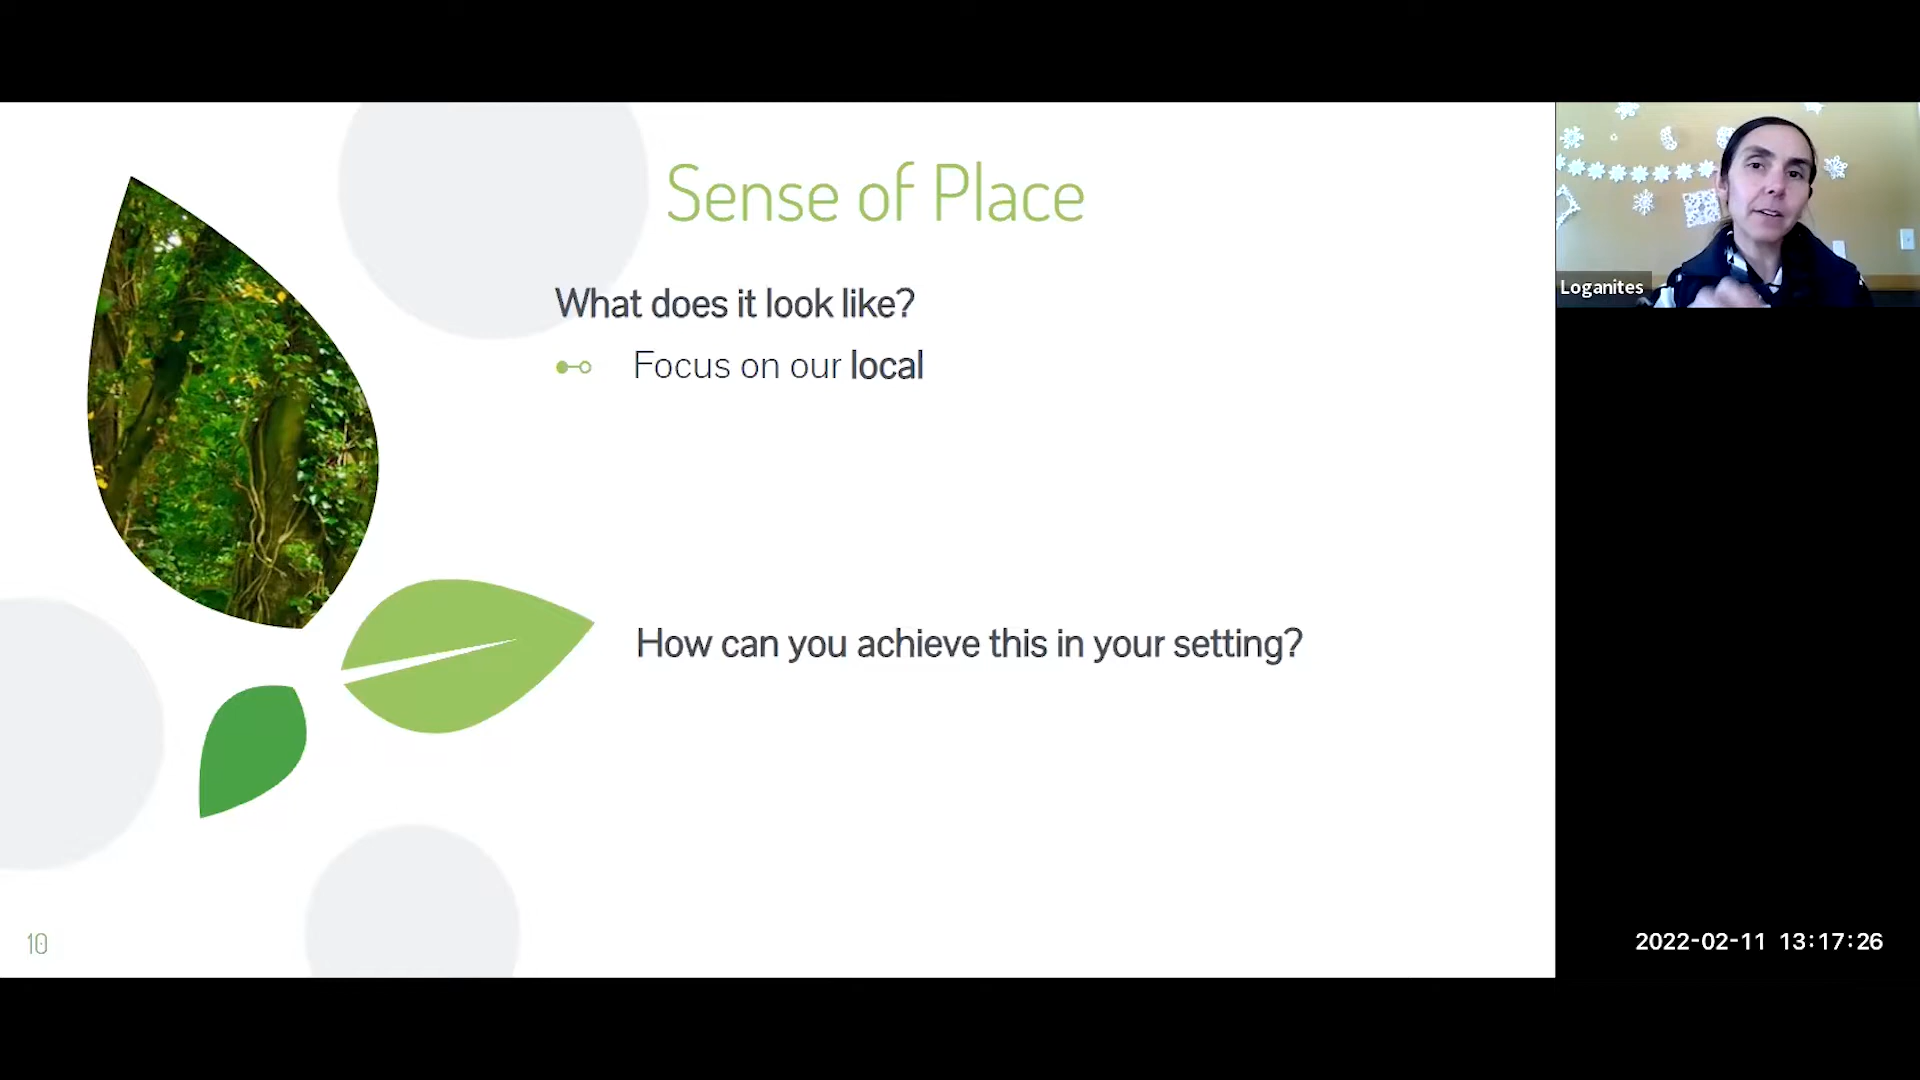 Sense of Place
What does it look like?
Focus on our local
How can you achieve this in your setting?
10
Loganites
2022-02-11 13:17:26